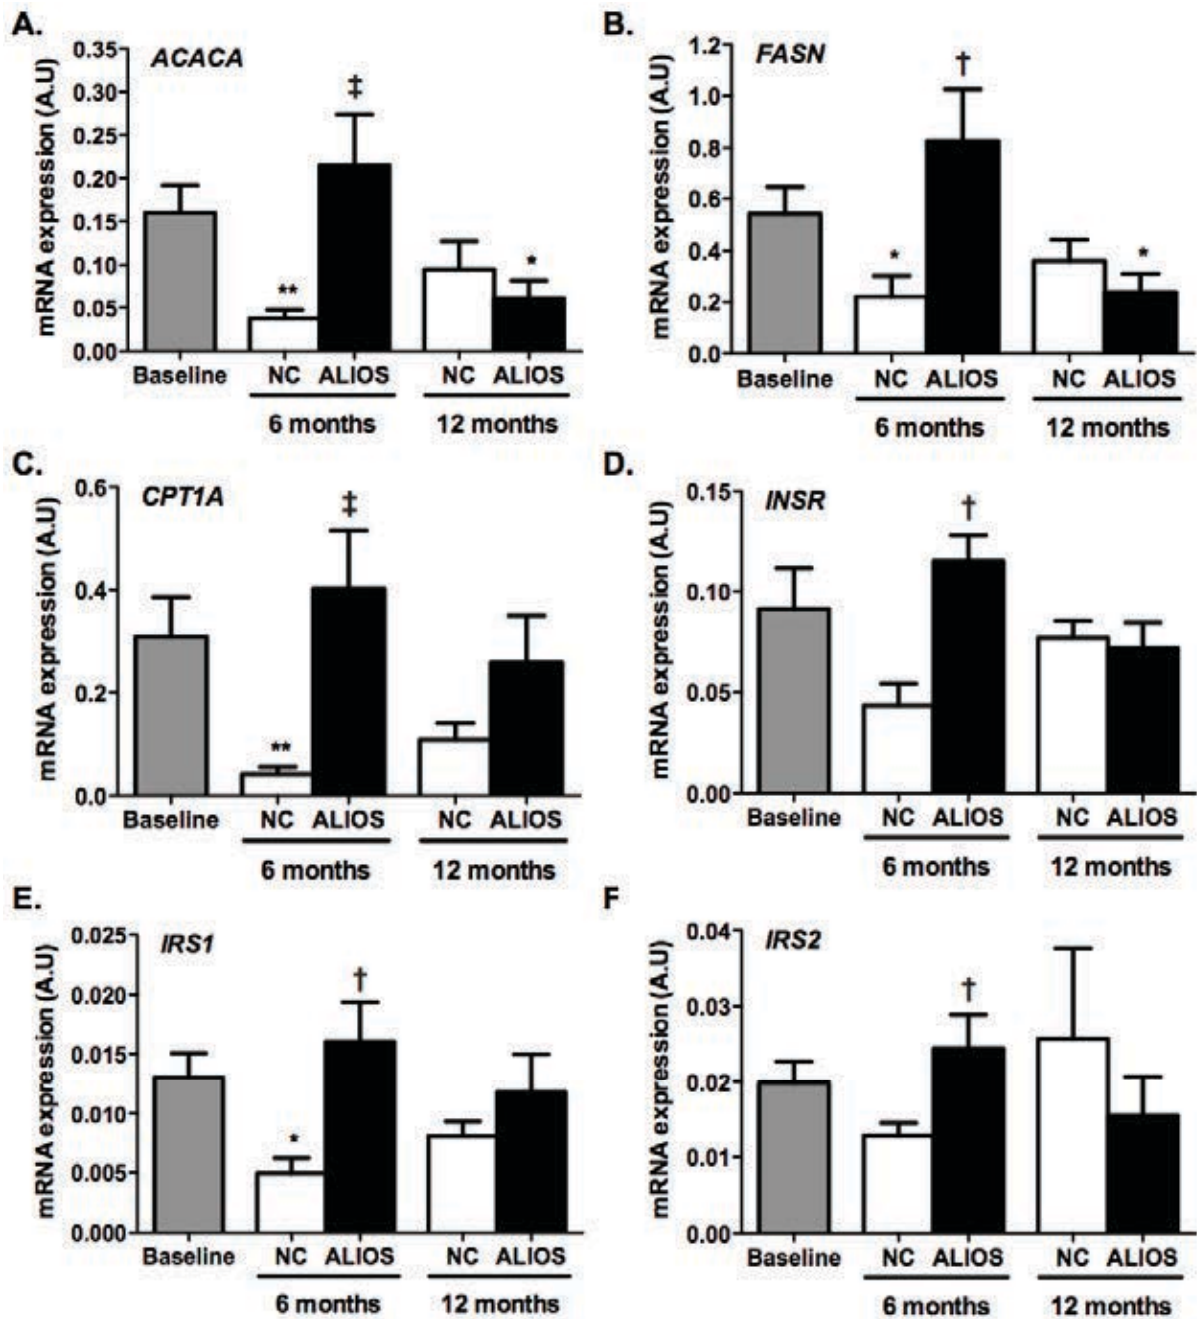 A.
ACACA
mRNA expression (A.U)
0.35
0.30
0.25
0.20
0.15
0.10
0.05
0.00
**
‡
*
Baseline NC ALIOS NC ALIOS
6 months 12 months
B.
FASN
mRNA expression (A.U)
1.2
1.0
0.8
0.6
0.4
0.2
0.0
*
†
*
Baseline NC ALIOS NC ALIOS
6 months 12 months
C.
CPT1A
mRNA expression (A.U)
0.6
0.4
0.2
0.0
**
‡
Baseline NC ALIOS NC ALIOS
6 months 12 months
D.
INSR
mRNA expression (A.U)
0.15
0.10
0.05
0.00
†
Baseline NC ALIOS NC ALIOS
6 months 12 months
E.
IRS1
mRNA expression (A.U)
0.025
0.020
0.015
0.010
0.005
0.000
*
†
Baseline NC ALIOS NC ALIOS
6 months 12 months
F
IRS2
mRNA expression (A.U)
0.04
0.03
0.02
0.01
0.00
†
Baseline NC ALIOS NC ALIOS
6 months 12 months